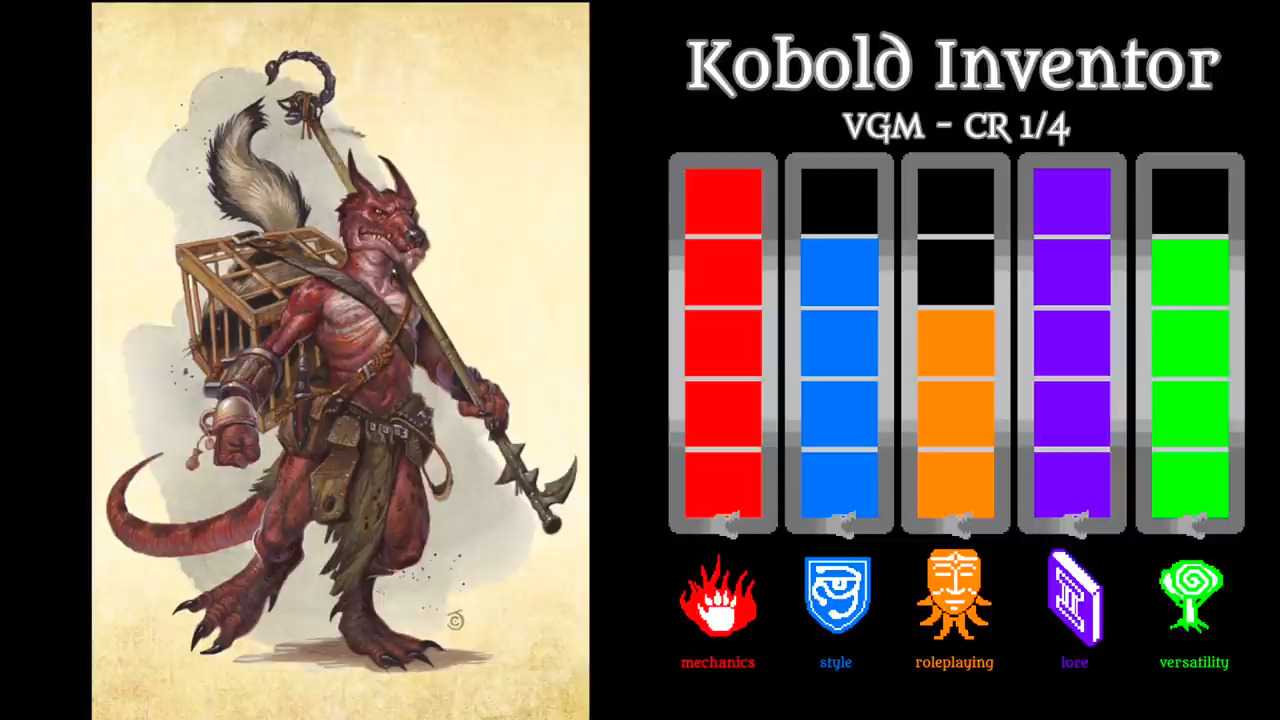 Kobold Inventor
VGM - CR 1/4
mechanics
style
roleplaying
lore
versatility